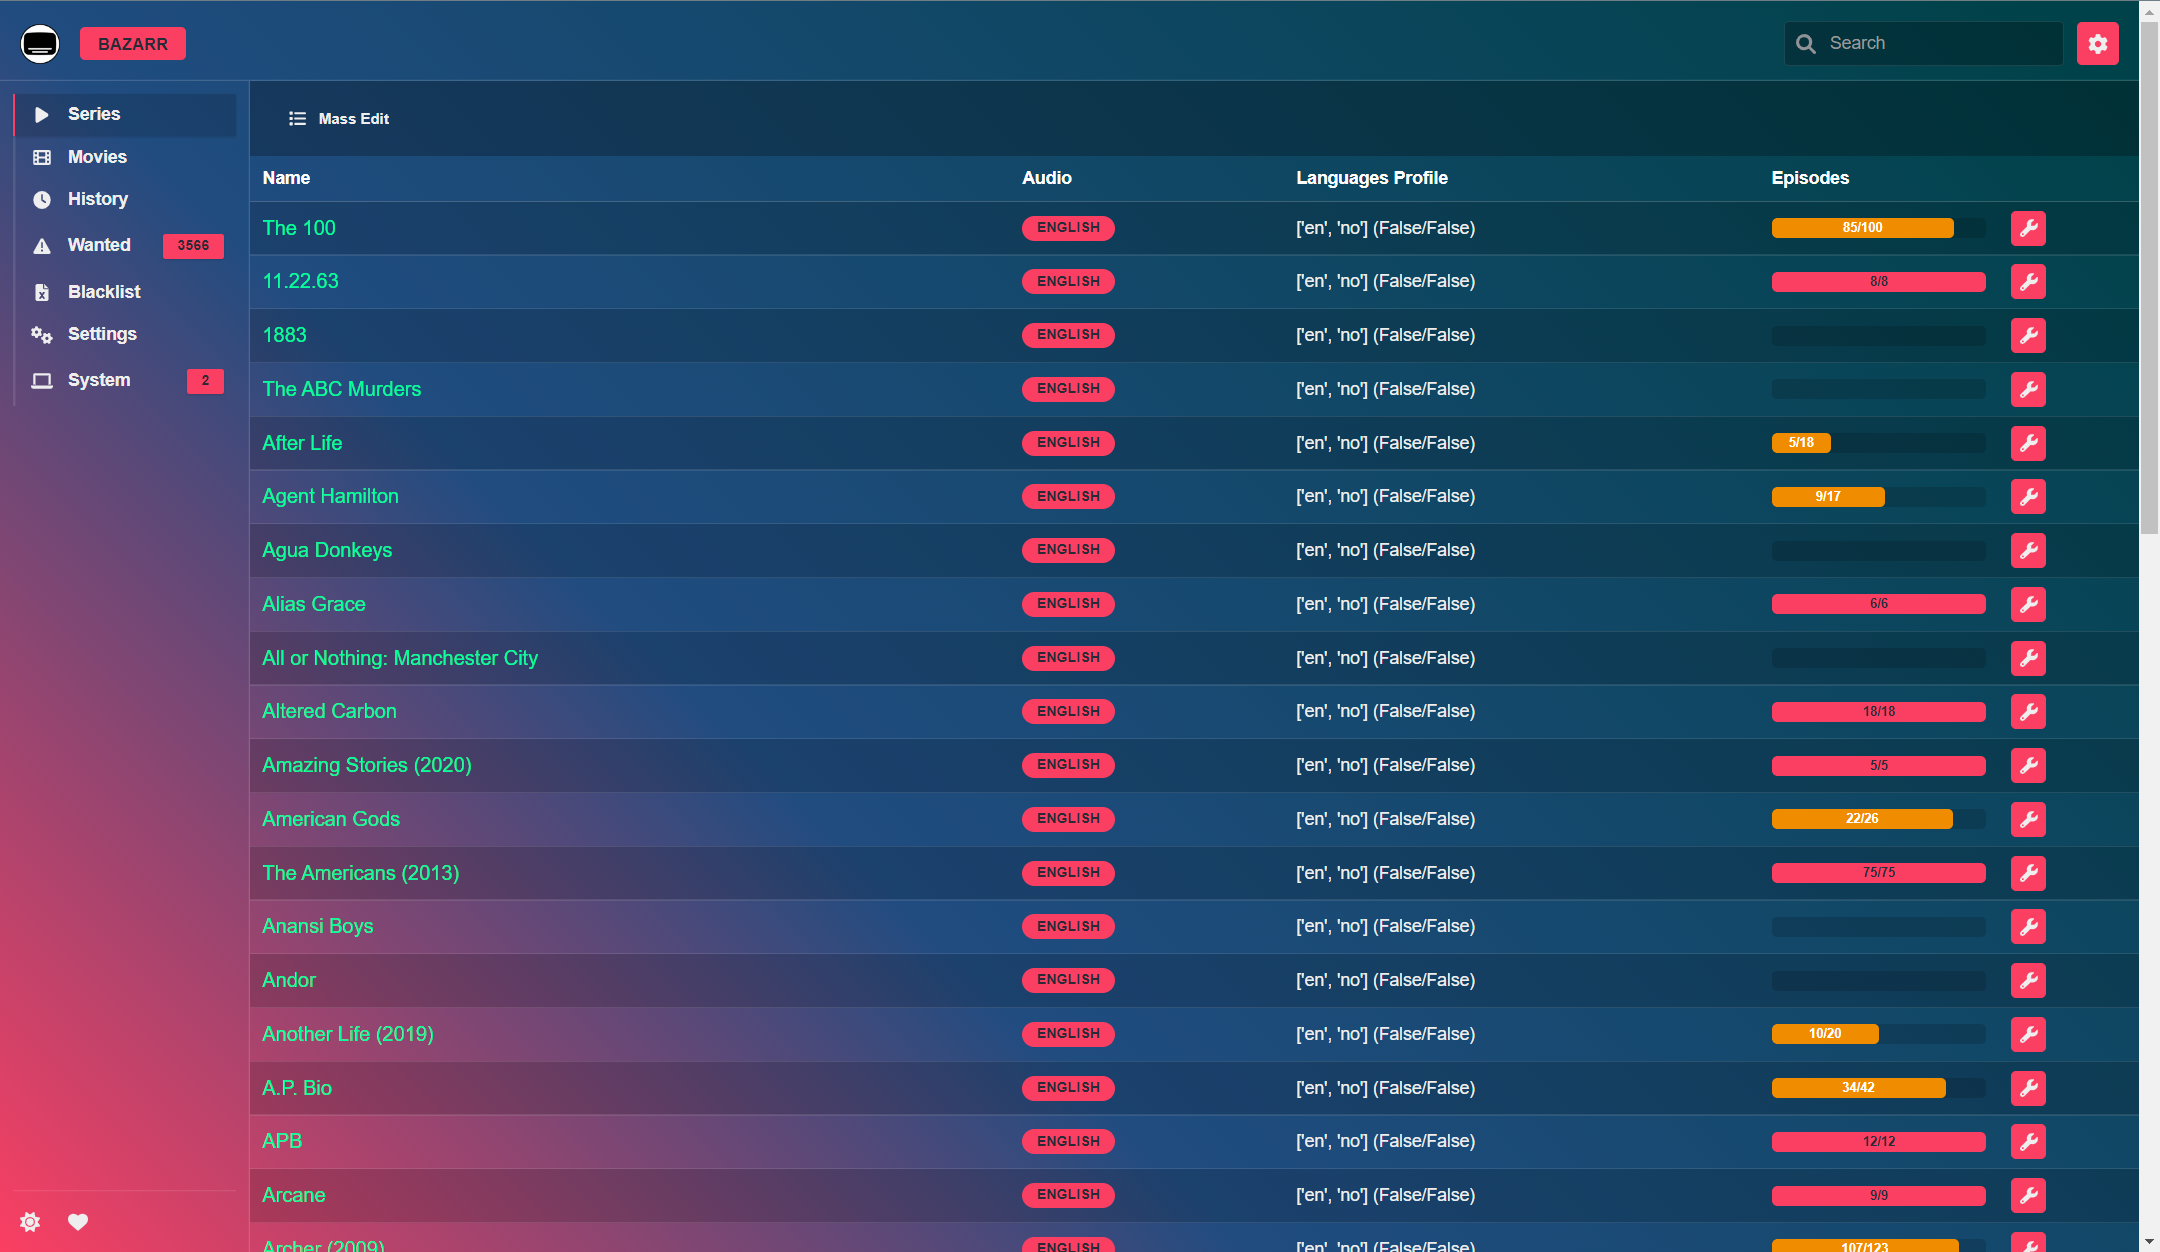 BAZARR
Search
Series
Movies
History
Wanted 3566
Blacklist
Settings
System 2
Mass Edit
Name Audio Languages Profile Episodes
The 100 ENGLISH ['en', 'no'] (False/False) 85/100
11.22.63 ENGLISH ['en', 'no'] (False/False) 8/8
1883 ENGLISH ['en', 'no'] (False/False)
The ABC Murders ENGLISH ['en', 'no'] (False/False)
After Life ENGLISH ['en', 'no'] (False/False) 5/18
Agent Hamilton ENGLISH ['en', 'no'] (False/False) 9/17
Agua Donkeys ENGLISH ['en', 'no'] (False/False)
Alias Grace ENGLISH ['en', 'no'] (False/False) 6/6
All or Nothing: Manchester City ENGLISH ['en', 'no'] (False/False)
Altered Carbon ENGLISH ['en', 'no'] (False/False) 18/18
Amazing Stories (2020) ENGLISH ['en', 'no'] (False/False) 5/5
American Gods ENGLISH ['en', 'no'] (False/False) 22/26
The Americans (2013) ENGLISH ['en', 'no'] (False/False) 75/75
Anansi Boys ENGLISH ['en', 'no'] (False/False)
Andor ENGLISH ['en', 'no'] (False/False)
Another Life (2019) ENGLISH ['en', 'no'] (False/False) 10/20
A.P. Bio ENGLISH ['en', 'no'] (False/False) 34/42
APB ENGLISH ['en', 'no'] (False/False) 12/12
Arcane ENGLISH ['en', 'no'] (False/False) 9/9
Archer (2009) ENGLISH ['en', 'no'] (False/False) 107/123